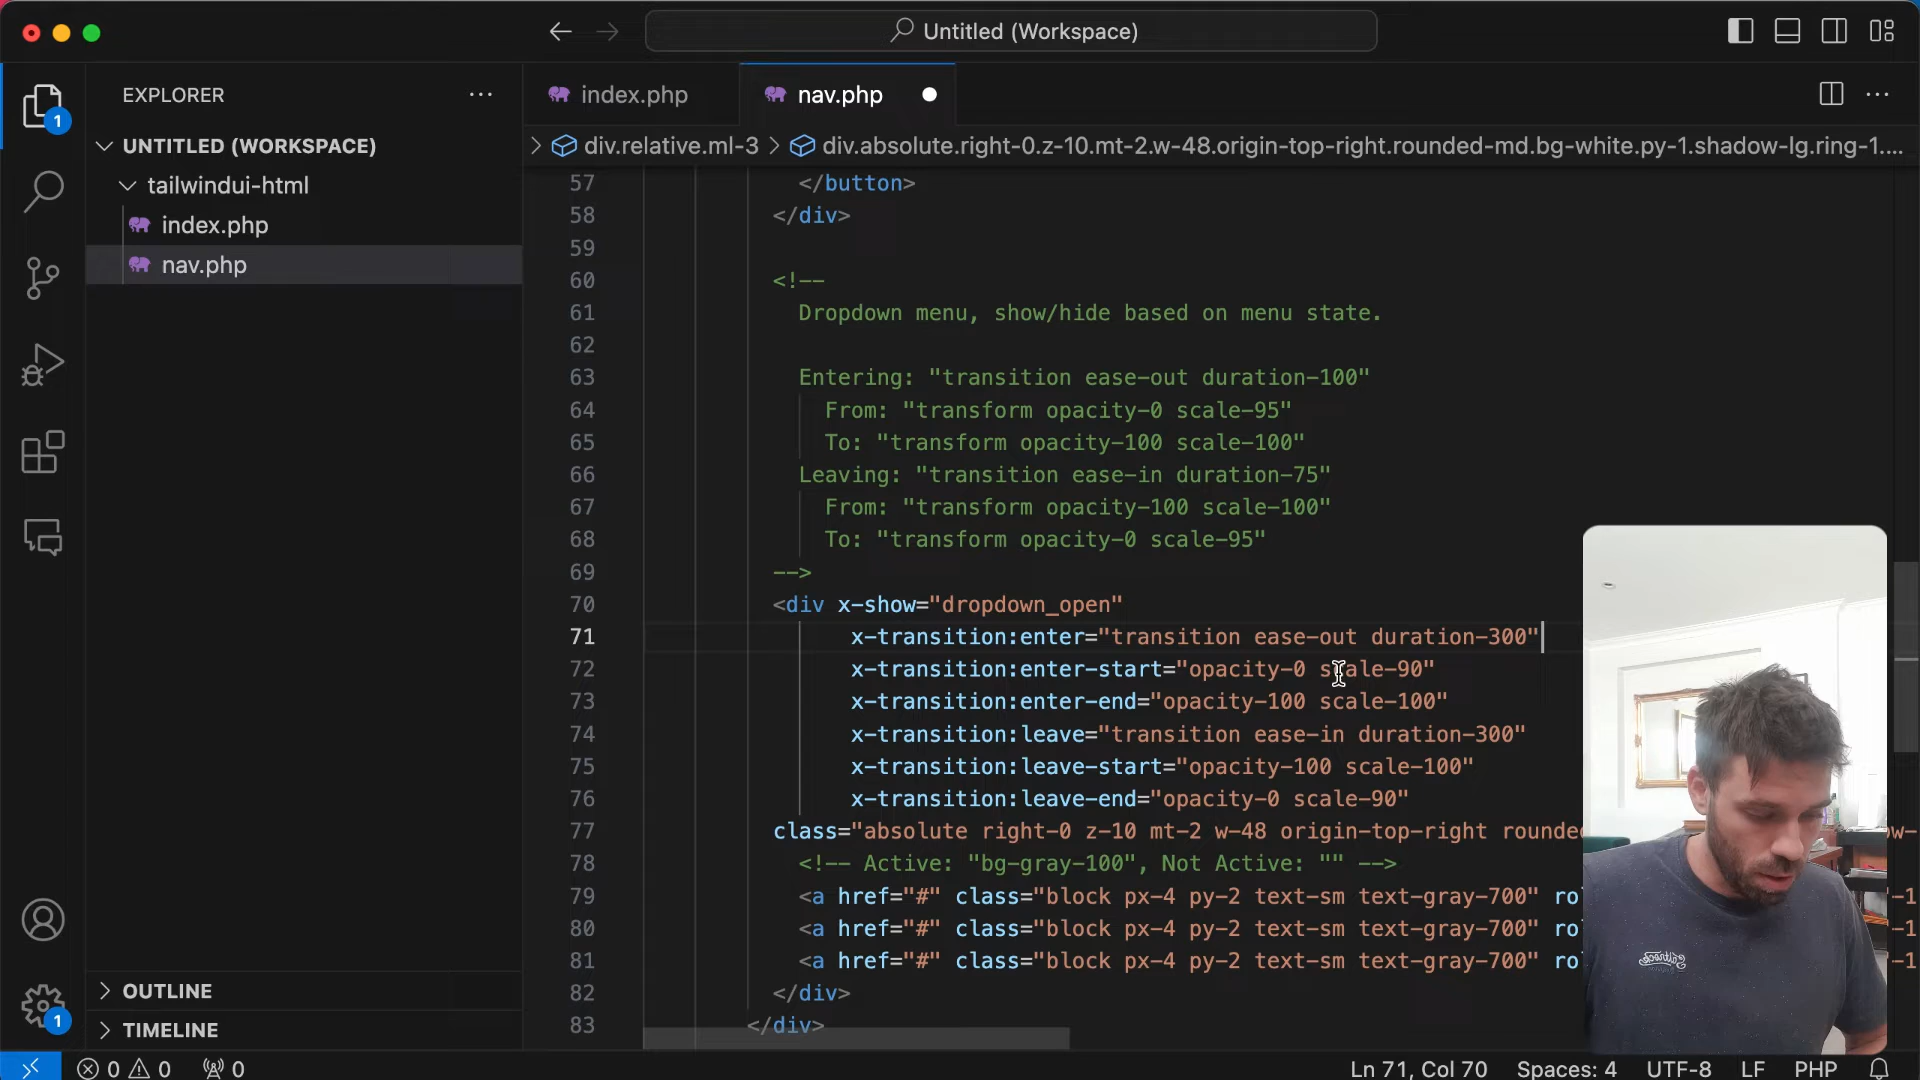 Untitled (Workspace)
EXPLORER
index.php
nav.php
UNTITLED (WORKSPACE)
div.relative.ml-3
div.absolute.right-0.z-10.mt-2.w-48.origin-top-right.rounded-md.bg-white.py-1.shadow-lg.ring-1....
tailwindui-html
index.php
nav.php
57 </button>
58 </div>
59
60 <!--
61 Dropdown menu, show/hide based on menu state.
62
63 Entering: "transition ease-out duration-100"
64 From: "transform opacity-0 scale-95"
65 To: "transform opacity-100 scale-100"
66 Leaving: "transition ease-in duration-75"
67 From: "transform opacity-100 scale-100"
68 To: "transform opacity-0 scale-95"
69 -->
70 <div x-show="dropdown_open"
71 x-transition:enter="transition ease-out duration-300"
72 x-transition:enter-start="opacity-0 scale-90"
73 x-transition:enter-end="opacity-100 scale-100"
74 x-transition:leave="transition ease-in duration-300"
75 x-transition:leave-start="opacity-100 scale-100"
76 x-transition:leave-end="opacity-0 scale-90"
77 class="absolute right-0 z-10 mt-2 w-48 origin-top-right rounde
78 <!-- Active: "bg-gray-100", Not Active: "" -->
79 <a href="#" class="block px-4 py-2 text-sm text-gray-700" ro -1
80 <a href="#" class="block px-4 py-2 text-sm text-gray-700" ro -1
81 <a href="#" class="block px-4 py-2 text-sm text-gray-700" ro -1
82 </div>
83 </div>
1
OUTLINE
1
TIMELINE
0 0 0
Ln 71, Col 70 Spaces: 4 UTF-8 LF PHP